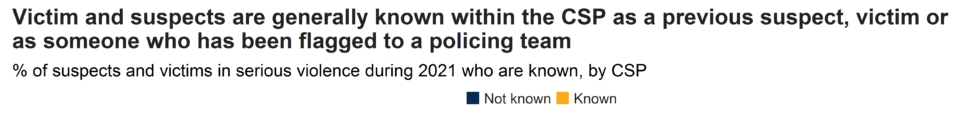 Victim and suspects are generally known within the CSP as a previous suspect, victim or
as someone who has been flagged to a policing team
% of suspects and victims in serious violence during 2021 who are known, by CSP
Not known Known